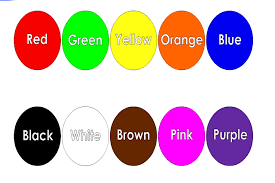 Red Green Yellow Orange Blue
Black White Brown Pink Purple